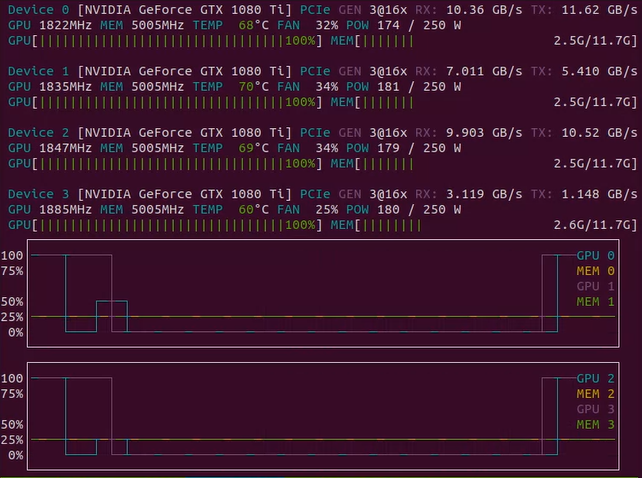 Device 0 [NVIDIA GeForce GTX 1080 Ti] PCIe GEN 3@16x RX: 10.36 GB/s TX: 11.62 GB/s
GPU 1822MHz MEM 5005MHz TEMP 68°C FAN 32% POW 174 / 250 W
GPU[||||||||||||||||||||||||||||||||100%] MEM[||||||| 2.5G/11.7G]
Device 1 [NVIDIA GeForce GTX 1080 Ti] PCIe GEN 3@16x RX: 7.011 GB/s TX: 5.410 GB/s
GPU 1835MHz MEM 5005MHz TEMP 70°C FAN 34% POW 181 / 250 W
GPU[||||||||||||||||||||||||||||||||100%] MEM[||||||| 2.5G/11.7G]
Device 2 [NVIDIA GeForce GTX 1080 Ti] PCIe GEN 3@16x RX: 9.903 GB/s TX: 10.52 GB/s
GPU 1847MHz MEM 5005MHz TEMP 69°C FAN 34% POW 179 / 250 W
GPU[||||||||||||||||||||||||||||||||100%] MEM[||||||| 2.5G/11.7G]
Device 3 [NVIDIA GeForce GTX 1080 Ti] PCIe GEN 3@16x RX: 3.119 GB/s TX: 1.148 GB/s
GPU 1885MHz MEM 5005MHz TEMP 60°C FAN 25% POW 180 / 250 W
GPU[||||||||||||||||||||||||||||||||100%] MEM[|||||||| 2.6G/11.7G]
100 GPU 0
75% MEM 0
GPU 1
50% MEM 1
25%
0%
100 GPU 2
75% MEM 2
GPU 3
50% MEM 3
25%
0%